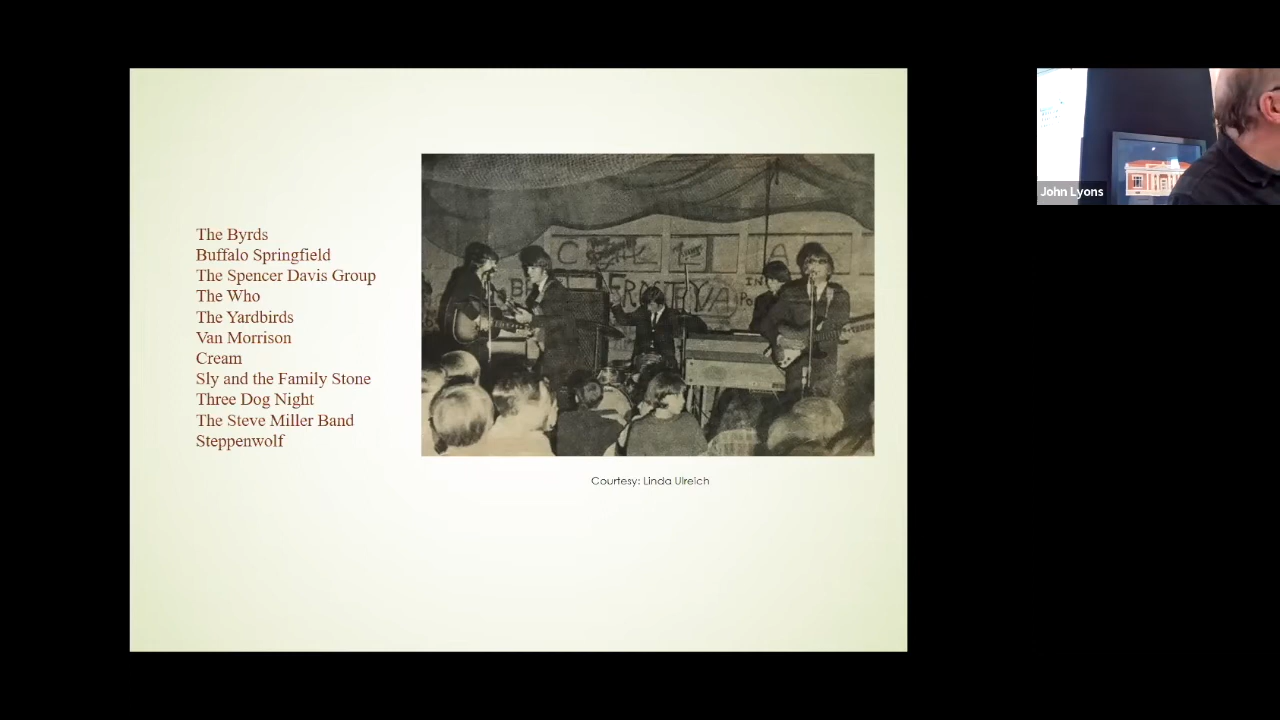 The Byrds
Buffalo Springfield
The Spencer Davis Group
The Who
The Yardbirds
Van Morrison
Cream
Sly and the Family Stone
Three Dog Night
The Steve Miller Band
Steppenwolf
Courtesy: Linda Ulreich
John Lyons